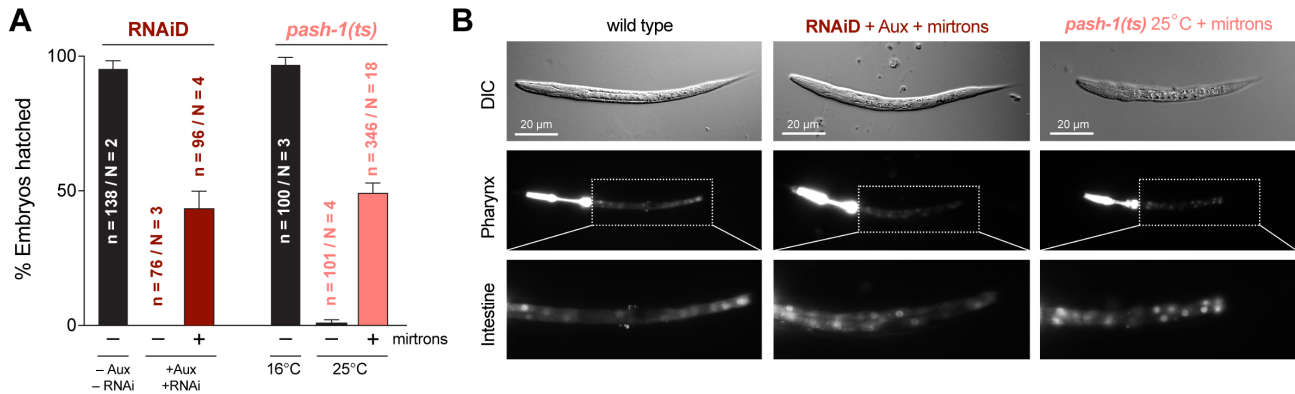 A
RNAiD
pash-1(ts)
% Embryos hatched
100
50
0
n = 138 / N = 2
n = 76 / N = 3
n = 96 / N = 4
n = 100 / N = 3
n = 101 / N = 4
n = 346 / N = 18
– – + – – + mirtrons
– Aux
– RNAi
+Aux
+RNAi
16°C
25°C
B
wild type
RNAiD + Aux + mirtrons
pash-1(ts) 25°C + mirtrons
DIC
20 µm
20 µm
20 µm
Pharynx
Intestine